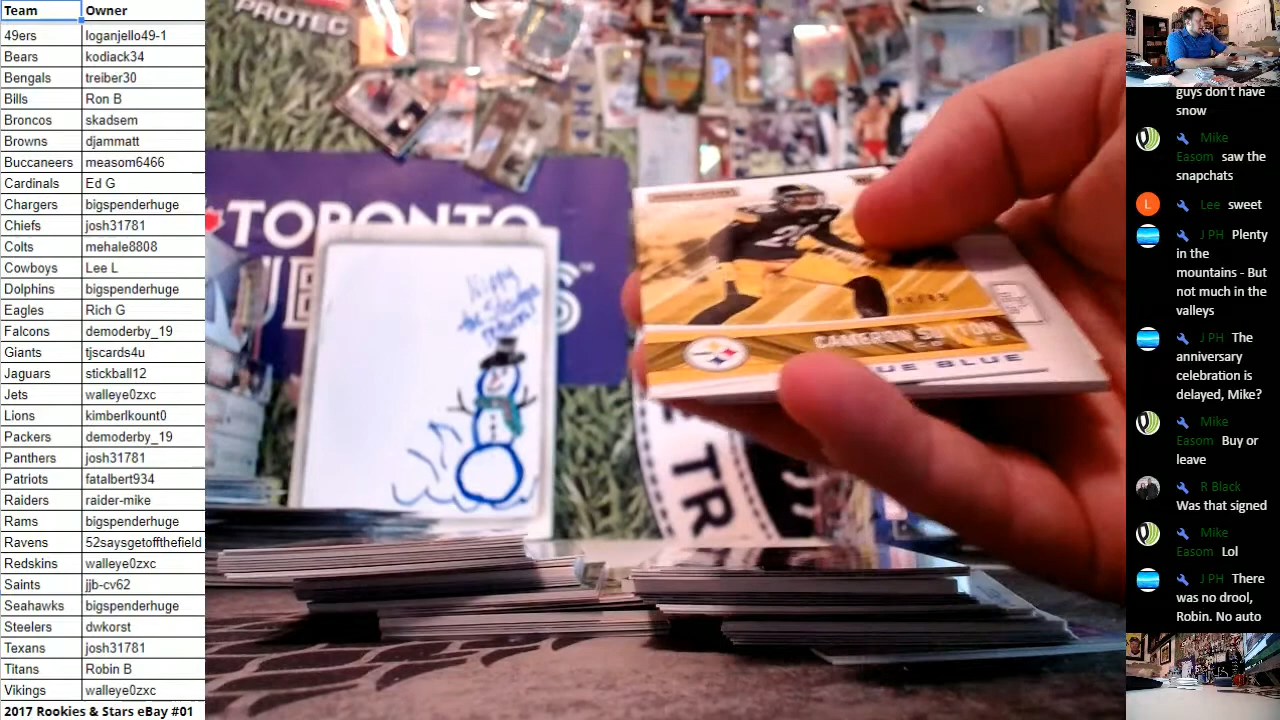 Team Owner
49ers loganjello49-1
Bears kodiack34
Bengals treiber30
Bills Ron B
Broncos skadsem
Browns djammatt
Buccaneers measom6466
Cardinals Ed G
Chargers bigspenderhuge
Chiefs josh31781
Colts mehale8808
Cowboys Lee L
Dolphins bigspenderhuge
Eagles Rich G
Falcons demoderby_19
Giants tjscards4u
Jaguars stickball12
Jets walleye0zxc
Lions kimberlkount0
Packers demoderby_19
Panthers josh31781
Patriots fatalbert934
Raiders raider-mike
Rams bigspenderhuge
Ravens 52saysgetoffthefield
Redskins walleye0zxc
Saints jjb-cv62
Seahawks bigspenderhuge
Steelers dwkorst
Texans josh31781
Titans Robin B
Vikings walleye0zxc
2017 Rookies & Stars eBay #01
PROTEC
TORONTO
CAMERON SUTTON
UE BLUE
TR
guys don't have
snow
Mike
Easom saw the
snapchats
L Lee sweet
J PH Plenty
in the
mountains - But
not much in the
valleys
J PH The
anniversary
celebration is
delayed, Mike?
Mike
Easom Buy or
leave
R Black
Was that signed
Mike
Easom Lol
J PH There
was no drool,
Robin. No auto